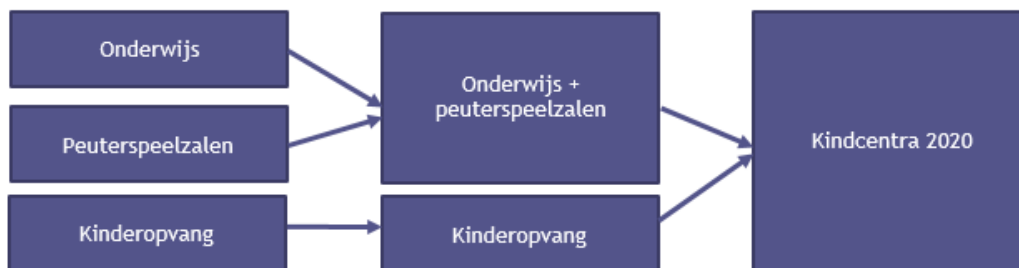 Onderwijs
Peuterspeelzalen
Kinderopvang
Onderwijs +
peuterspeelzalen
Kinderopvang
Kindcentra 2020